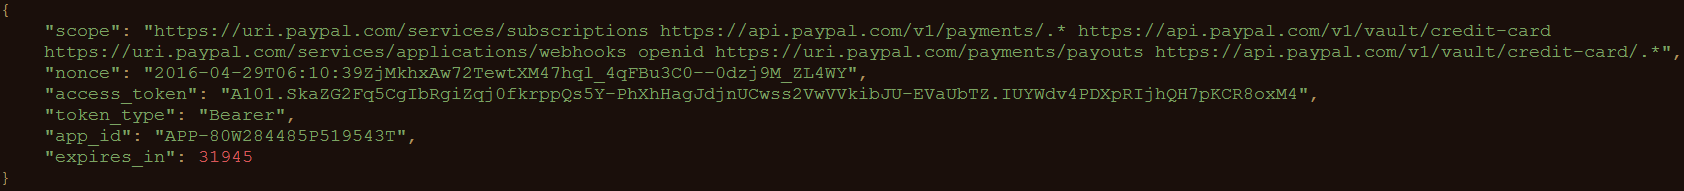 {
"scope": "https://uri.paypal.com/services/subscriptions https://api.paypal.com/v1/payments/.* https://api.paypal.com/v1/vault/credit-card
https://uri.paypal.com/services/applications/webhooks openid https://uri.paypal.com/payments/payouts https://api.paypal.com/v1/vault/credit-card/.*",
"nonce": "2016-04-29T06:10:39ZjMkhxAw72TewtXM47hql_4qFBu3C0--0dzj9M_ZL4WY",
"access_token": "A101.SkaZG2Fq5CgIbRgiZqj0fkrppQs5Y-PhXhHagJdjnUCwss2VwVVkibJU-EVaUbTZ.IUYWdv4PDXpRIjhQH7pKCR8oxM4",
"token_type": "Bearer",
"app_id": "APP-80W284485P519543T",
"expires_in": 31945
}